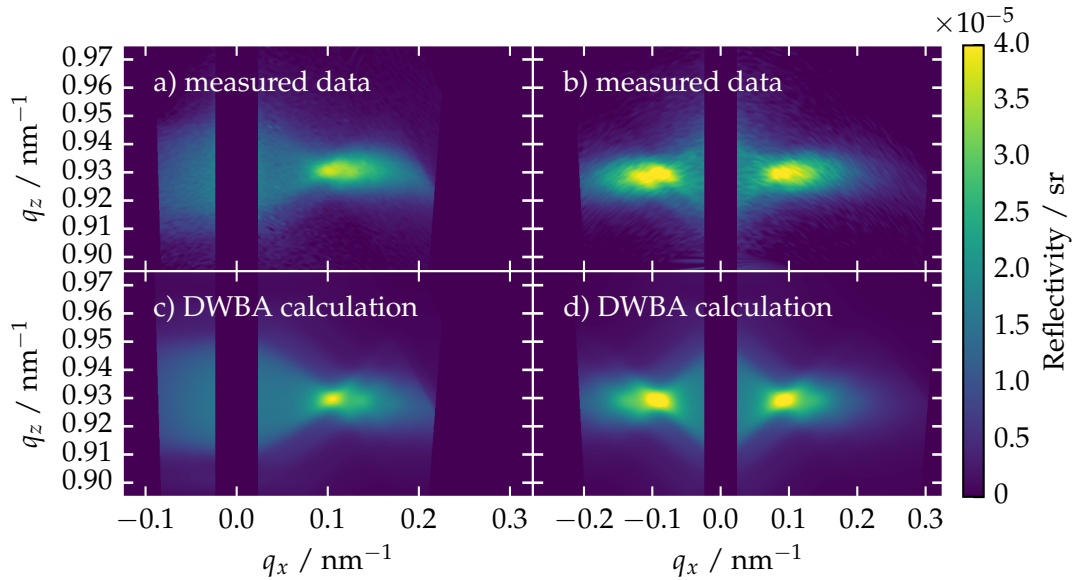 ×10⁻⁵
a) measured data
b) measured data
0.97
0.96
0.95
0.94
0.93
0.92
0.91
0.90
q_z / nm⁻¹
c) DWBA calculation
d) DWBA calculation
0.97
0.96
0.95
0.94
0.93
0.92
0.91
0.90
q_z / nm⁻¹
−0.1 0.0 0.1 0.2 0.3
−0.2 −0.1 0.0 0.1 0.2 0.3
q_x / nm⁻¹
q_x / nm⁻¹
4.0
3.5
3.0
2.5
2.0
1.5
1.0
0.5
0
Reflectivity / sr